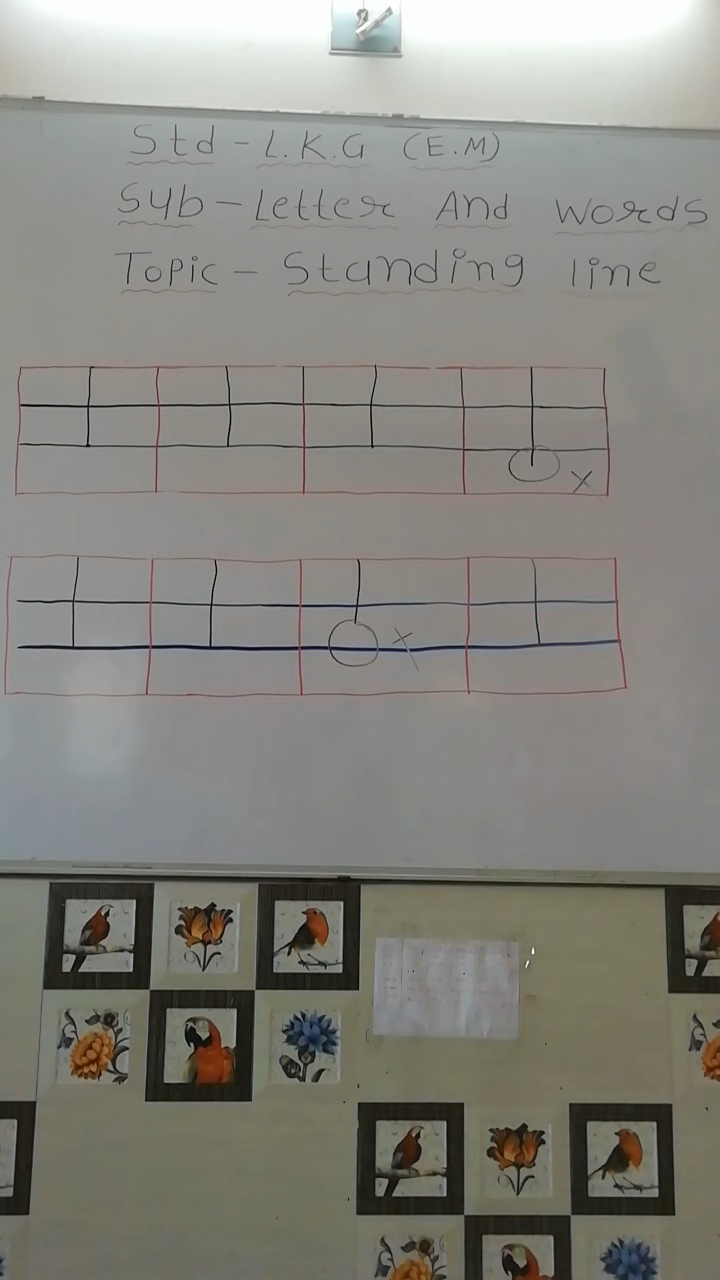 Std - L.K.G (E.M)
Sub - Letter And Words
Topic - Standing line
x
x